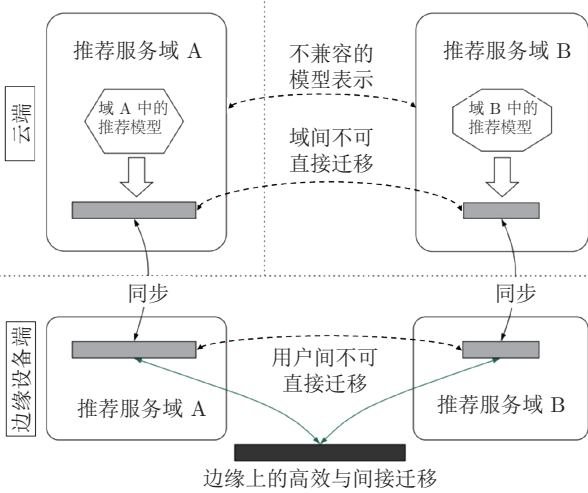 推荐服务域 A
推荐服务域 B
不兼容的
模型表示
云端
域 A 中的
推荐模型
域 B 中的
推荐模型
域间不可
直接迁移
同步
同步
边缘设备端
用户间不可
直接迁移
推荐服务域 A
推荐服务域 B
边缘上的高效与间接迁移